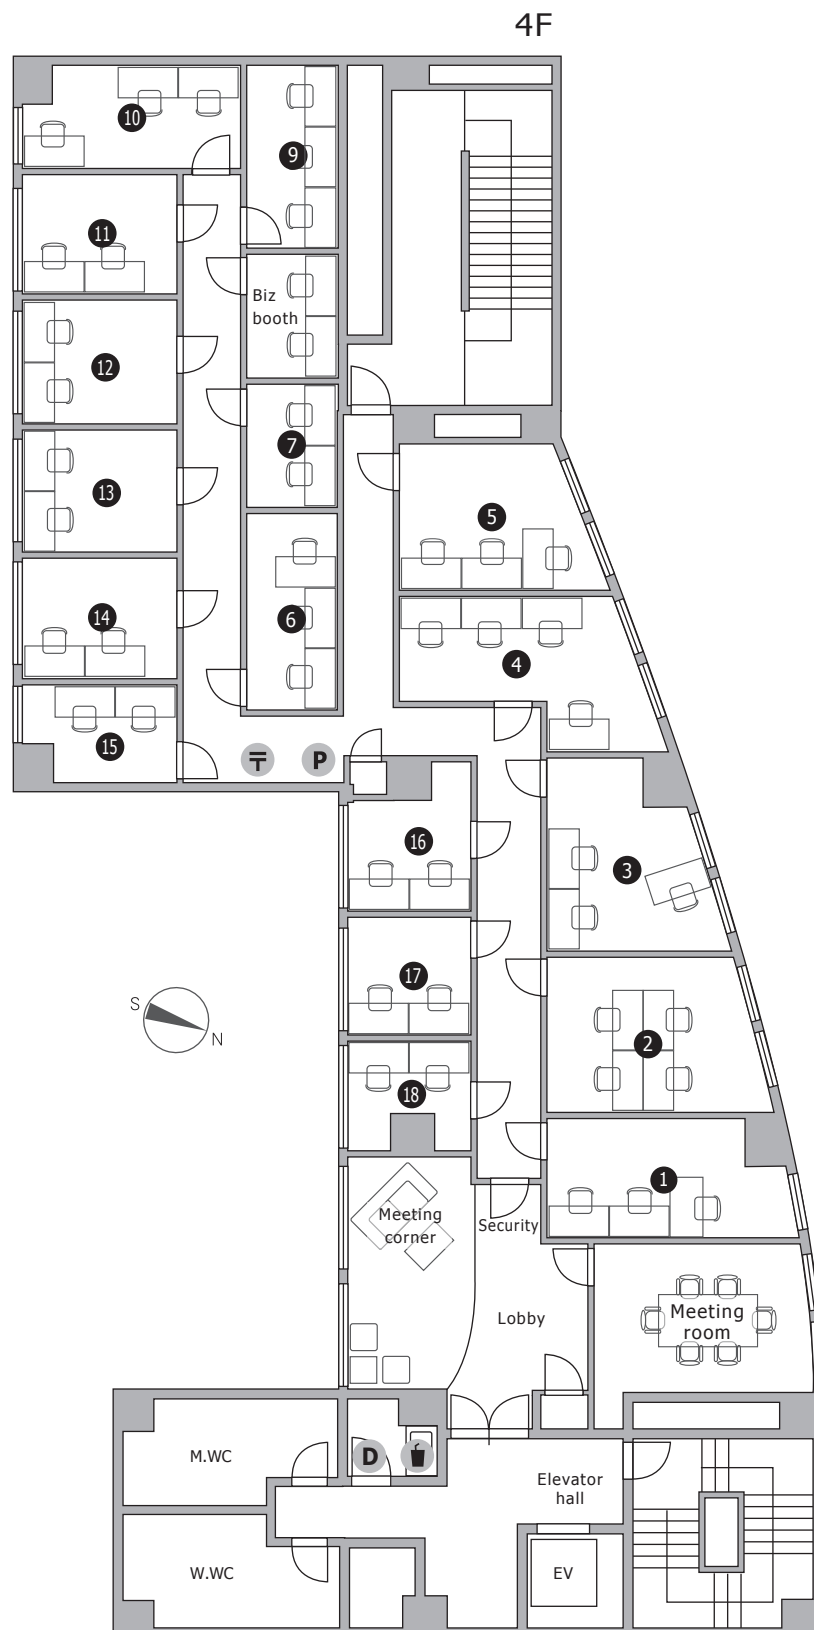 4F
10
9
11
Biz
booth
12
7
13
5
14
6
4
15
〒
P
16
3
17
S
N
2
18
1
Meeting
corner
Security
Lobby
Meeting
room
M.WC
D
Elevator
hall
W.WC
EV